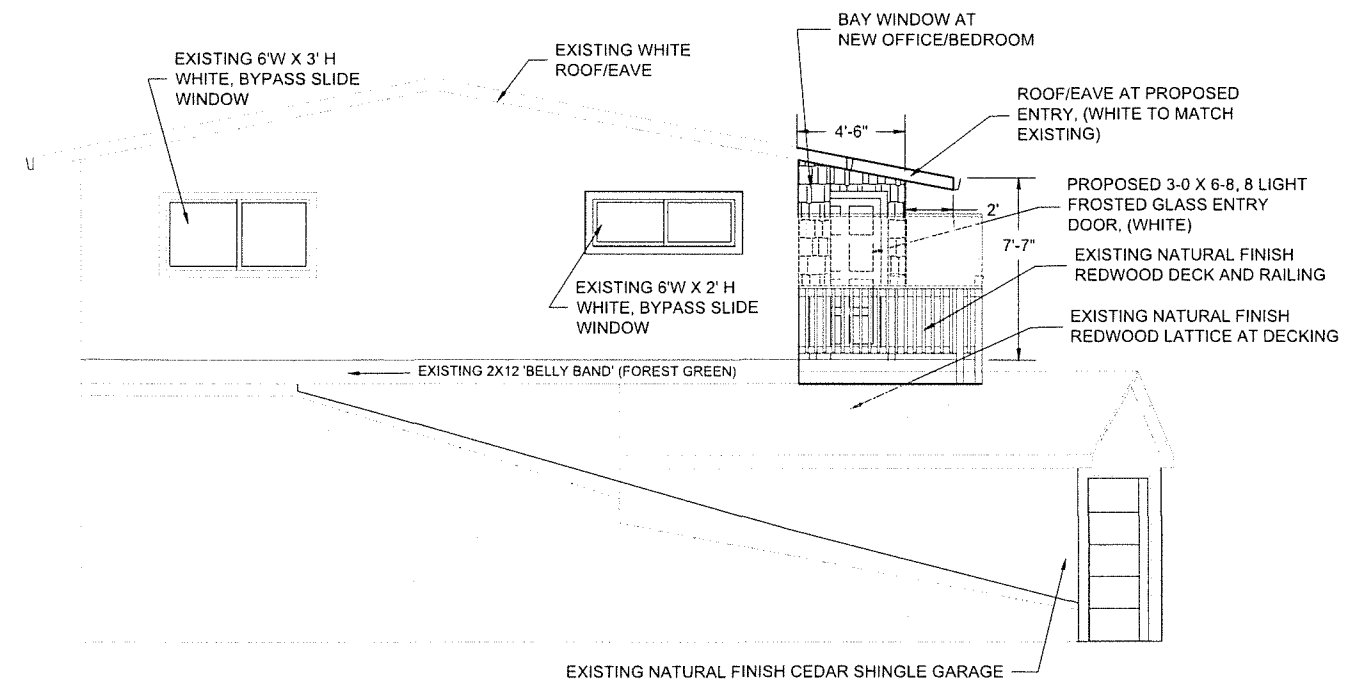 BAY WINDOW AT
NEW OFFICE/BEDROOM
EXISTING 6'W X 3' H
WHITE, BYPASS SLIDE
WINDOW
EXISTING WHITE
ROOF/EAVE
ROOF/EAVE AT PROPOSED
ENTRY, (WHITE TO MATCH
EXISTING)
4'-6"
PROPOSED 3-0 X 6-8, 8 LIGHT
FROSTED GLASS ENTRY
DOOR, (WHITE)
2'
7'-7"
EXISTING NATURAL FINISH
REDWOOD DECK AND RAILING
EXISTING 6'W X 2' H
WHITE, BYPASS SLIDE
WINDOW
EXISTING NATURAL FINISH
REDWOOD LATTICE AT DECKING
EXISTING 2X12 'BELLY BAND' (FOREST GREEN)
EXISTING NATURAL FINISH CEDAR SHINGLE GARAGE